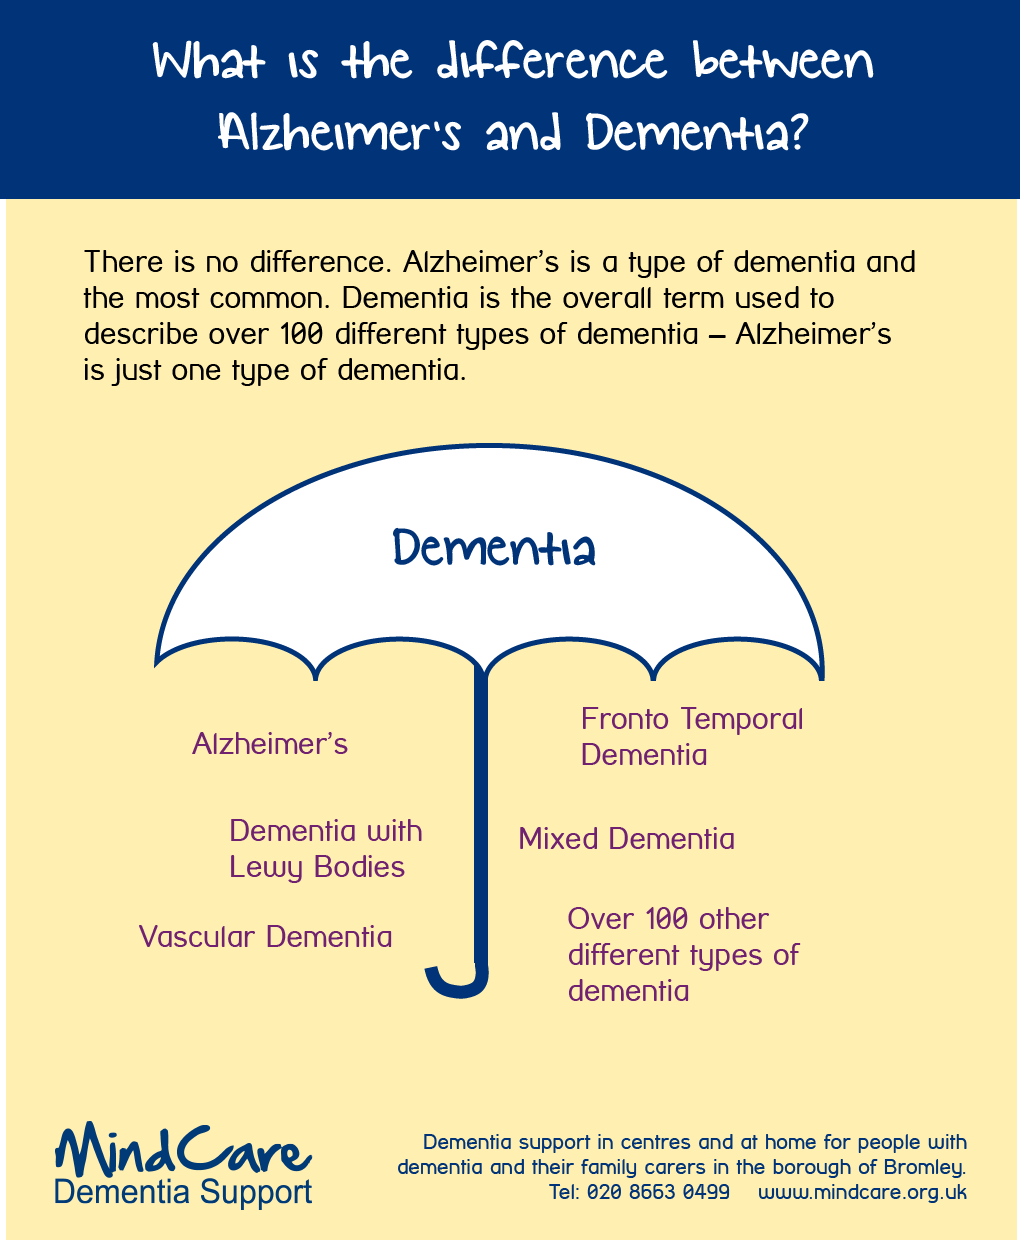 What is the difference between
Alzheimer's and Dementia?
There is no difference. Alzheimer's is a type of dementia and
the most common. Dementia is the overall term used to
describe over 100 different types of dementia – Alzheimer's
is just one type of dementia.
Dementia
Alzheimer's
Dementia with
Lewy Bodies
Vascular Dementia
Fronto Temporal
Dementia
Mixed Dementia
Over 100 other
different types of
dementia
MindCare
Dementia Support
Dementia support in centres and at home for people with
dementia and their family carers in the borough of Bromley.
Tel: 020 8663 0499 www.mindcare.org.uk